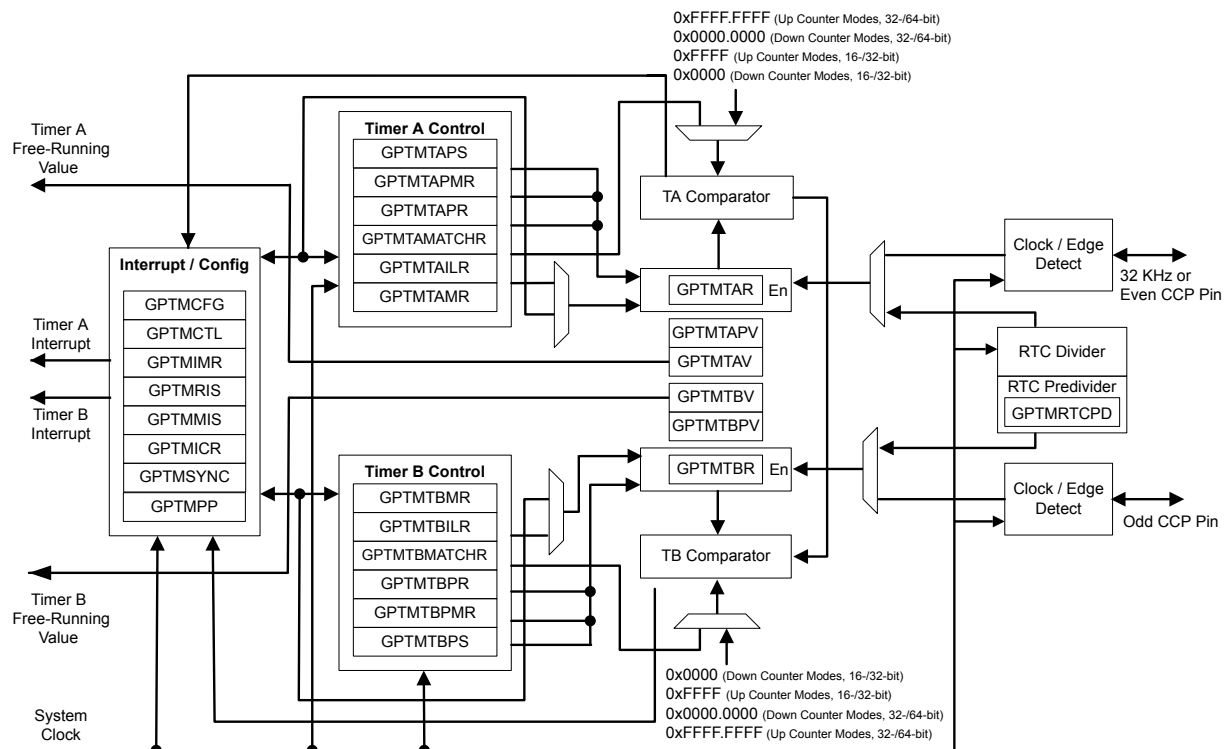 0xFFFF.FFFF (Up Counter Modes, 32-/64-bit)
0x0000.0000 (Down Counter Modes, 32-/64-bit)
0xFFFF (Up Counter Modes, 16-/32-bit)
0x0000 (Down Counter Modes, 16-/32-bit)
Timer A
Free-Running
Value
Timer A Control
GPTMTAPS
GPTMTAPMR
GPTMTAPR
GPTMTAMATCHR
GPTMTAILR
GPTMTAMR
TA Comparator
GPTMTAR
En
Clock / Edge
Detect
32 KHz or
Even CCP Pin
Interrupt / Config
GPTMCFG
GPTMCTL
GPTMIMR
GPTMRIS
GPTMMIS
GPTMICR
GPTMSYNC
GPTMPP
Timer A
Interrupt
Timer B
Interrupt
GPTMTAPV
GPTMTAV
GPTMTBV
GPTMTBPV
RTC Divider
RTC Predivider
GPTMRTCPD
Timer B Control
GPTMTBMR
GPTMTBILR
GPTMTBMATCHR
GPTMTBPR
GPTMTBPMR
GPTMTBPS
GPTMTBR
En
TB Comparator
Clock / Edge
Detect
Odd CCP Pin
Timer B
Free-Running
Value
0x0000 (Down Counter Modes, 16-/32-bit)
0xFFFF (Up Counter Modes, 16-/32-bit)
0x0000.0000 (Down Counter Modes, 32-/64-bit)
0xFFFF.FFFF (Up Counter Modes, 32-/64-bit)
System
Clock